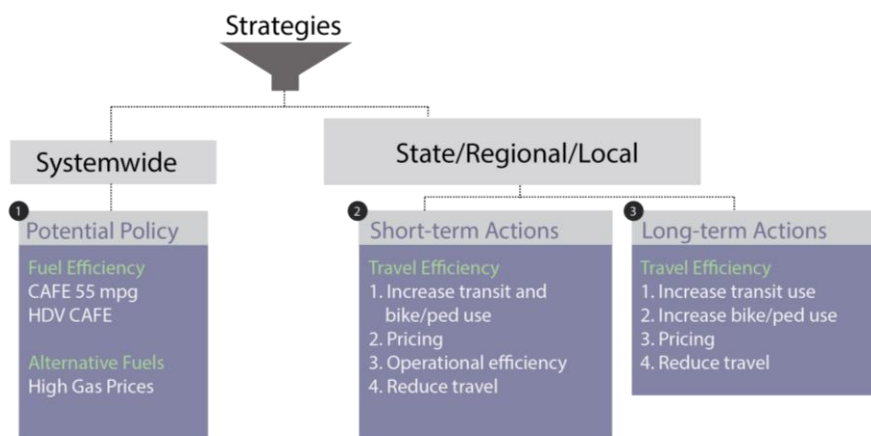 Strategies
Systemwide
State/Regional/Local
1
Potential Policy
Fuel Efficiency
CAFE 55 mpg
HDV CAFE
Alternative Fuels
High Gas Prices
2
Short-term Actions
Travel Efficiency
1. Increase transit and
bike/ped use
2. Pricing
3. Operational efficiency
4. Reduce travel
3
Long-term Actions
Travel Efficiency
1. Increase transit use
2. Increase bike/ped use
3. Pricing
4. Reduce travel